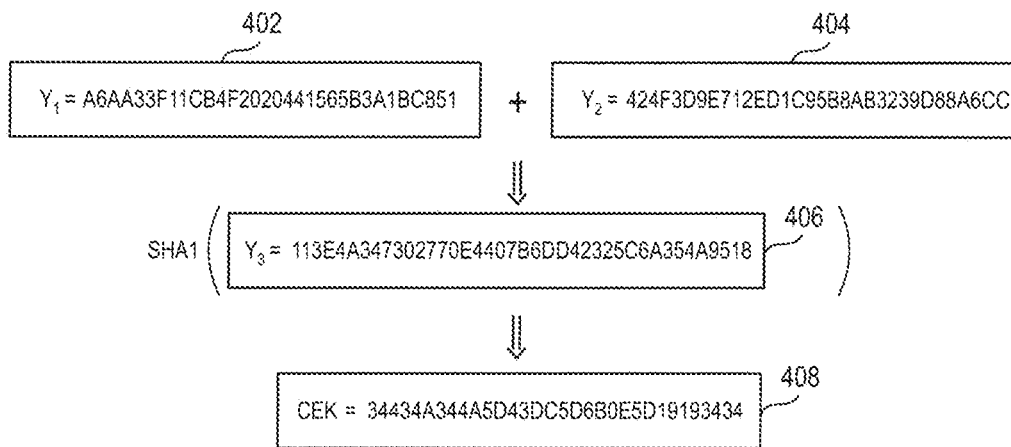 402
404
Y1 = A6AA33F11CB4F2020441565B3A1BC851
+
Y2 = 424F3D9E712ED1C95B8AB3239D88A6CC
406
SHA1 ( Y3 = 113E4A347302770E4407B6DD42325C6A354A9518 )
408
CEK = 34434A344A5D43DC5D6B0E5D19193434